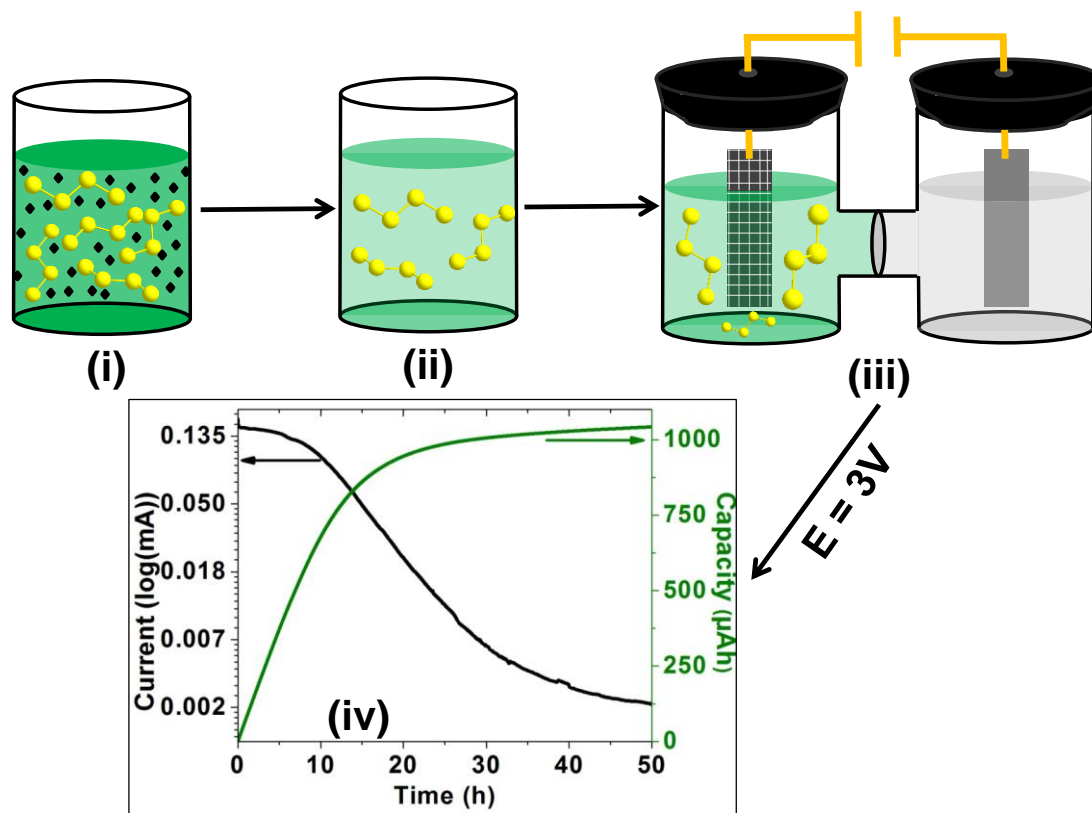 (i)
(ii)
(iii)
E = 3V
(iv)
Current (log(mA))
0.135
0.050
0.018
0.007
0.002
1000
750
500
250
0
Capacity (µAh)
0 10 20 30 40 50
Time (h)